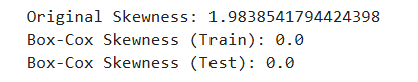 Original Skewness: 1.9838541794424398
Box-Cox Skewness (Train): 0.0
Box-Cox Skewness (Test): 0.0